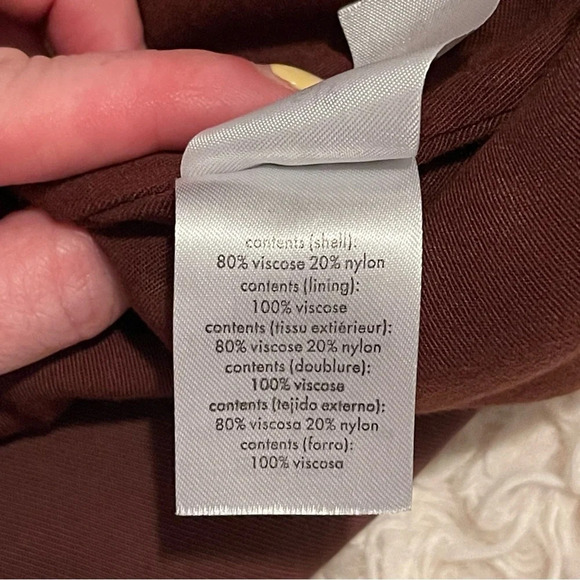 contents (shell):
80% viscose 20% nylon
contents (lining):
100% viscose
contents (tissu extiérieur):
80% viscose 20% nylon
contents (doublure):
100% viscose
contents (tejido externo):
80% viscosa 20% nylon
contents (forro):
100% viscosa